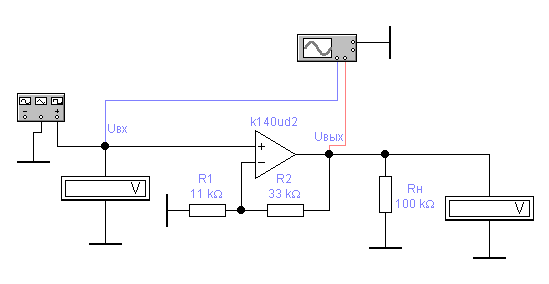 Uвх
k140ud2
Uвых
+
−
R1
11 kΩ
R2
33 kΩ
Rн
100 kΩ
V
V
−
+